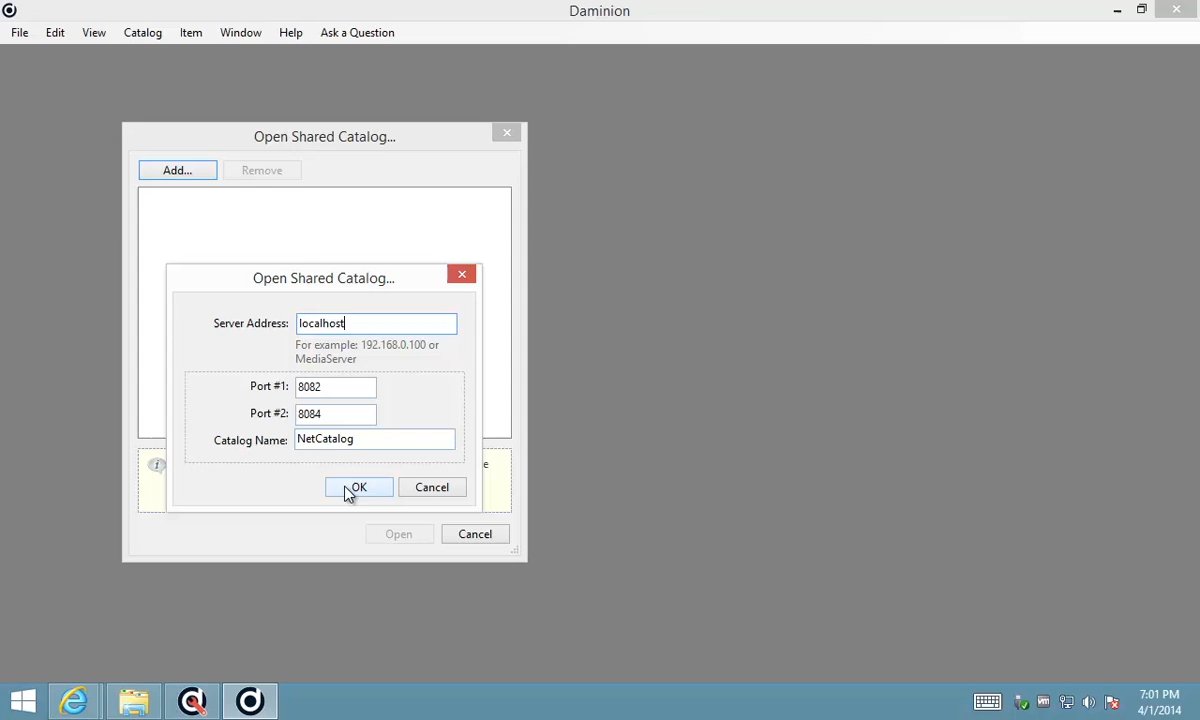 Daminion
File Edit View Catalog Item Window Help Ask a Question
Open Shared Catalog...
Add... Remove
Open Shared Catalog...
Server Address: localhost
For example: 192.168.0.100 or
MediaServer
Port #1: 8082
Port #2: 8084
Catalog Name: NetCatalog
OK Cancel
Open Cancel
7:01 PM
4/1/2014